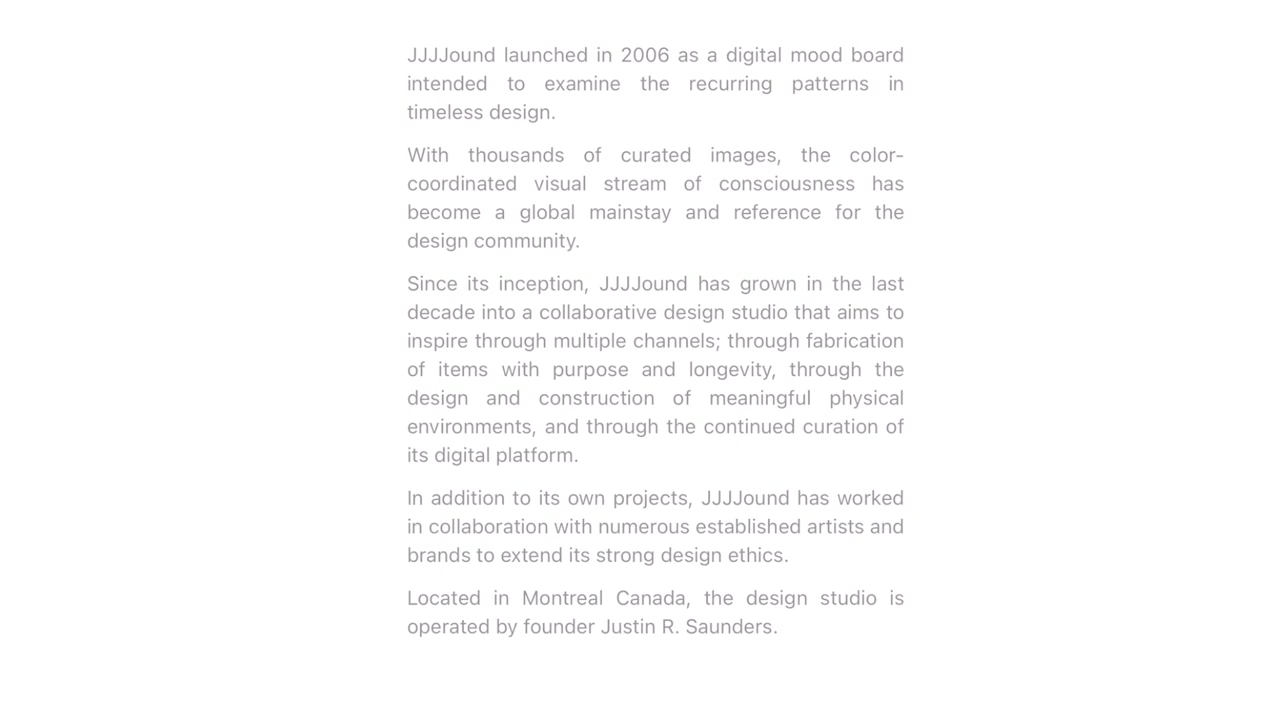 JJJJound launched in 2006 as a digital mood board
intended to examine the recurring patterns in
timeless design.
With thousands of curated images, the color-
coordinated visual stream of consciousness has
become a global mainstay and reference for the
design community.
Since its inception, JJJJound has grown in the last
decade into a collaborative design studio that aims to
inspire through multiple channels; through fabrication
of items with purpose and longevity, through the
design and construction of meaningful physical
environments, and through the continued curation of
its digital platform.
In addition to its own projects, JJJJound has worked
in collaboration with numerous established artists and
brands to extend its strong design ethics.
Located in Montreal Canada, the design studio is
operated by founder Justin R. Saunders.